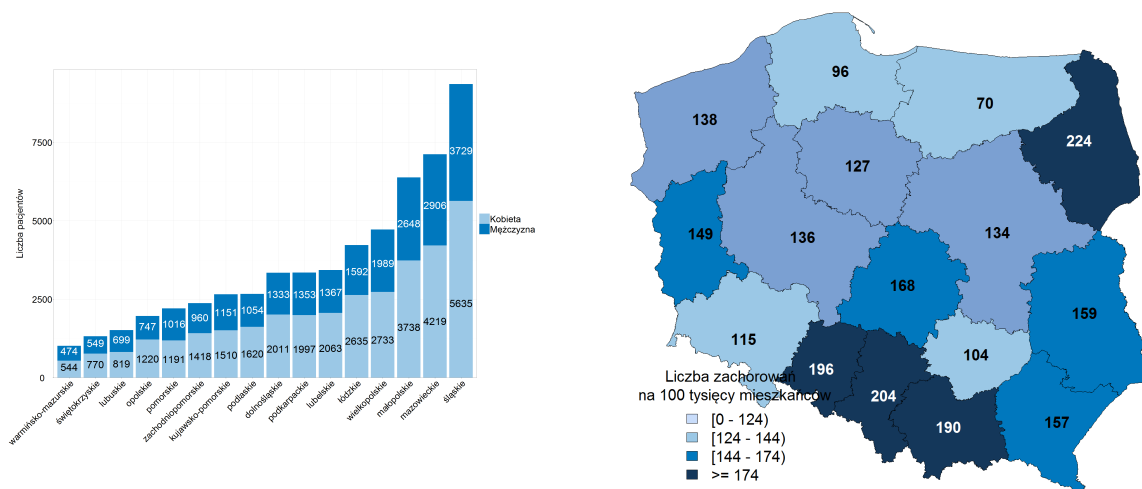 7500
5000
2500
0
Liczba pacjentów
474 549 699 747 1016 960 1151 1054 1333 1353 1367 1592 1989 2648 2906 3729
544 770 819 1220 1191 1418 1510 1620 2011 1997 2063 2635 2733 3738 4219 5635
warmińsko-mazurskie
świętokrzyskie
lubuskie
opolskie
pomorskie
zachodniopomorskie
kujawsko-pomorskie
podlaskie
dolnośląskie
podkarpackie
lubelskie
łódzkie
wielkopolskie
małopolskie
mazowieckie
śląskie
Kobieta
Mężczyzna
96
70
138
224
127
149
136
134
168
159
115
104
196
204
190
157
Liczba zachorowań
na 100 tysięcy mieszkańców
[0 - 124)
[124 - 144)
[144 - 174)
>= 174